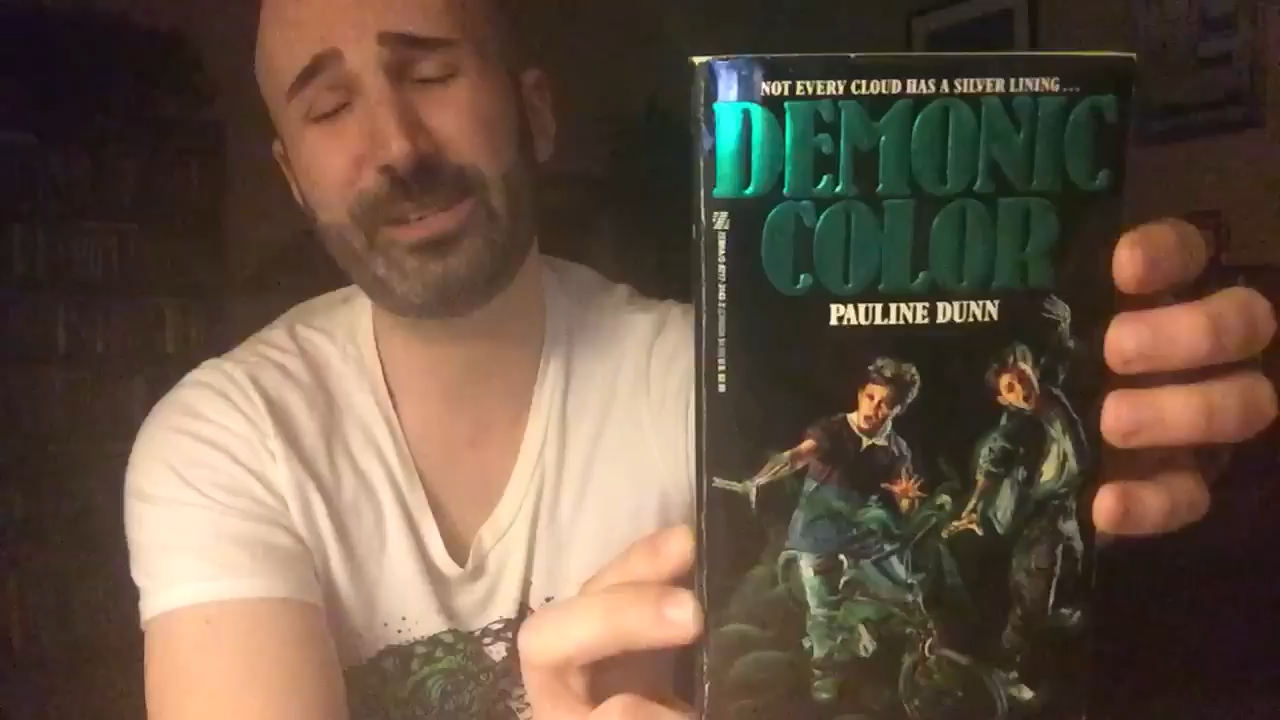 NOT EVERY CLOUD HAS A SILVER LINING...
DEMONIC
COLOR
PAULINE DUNN